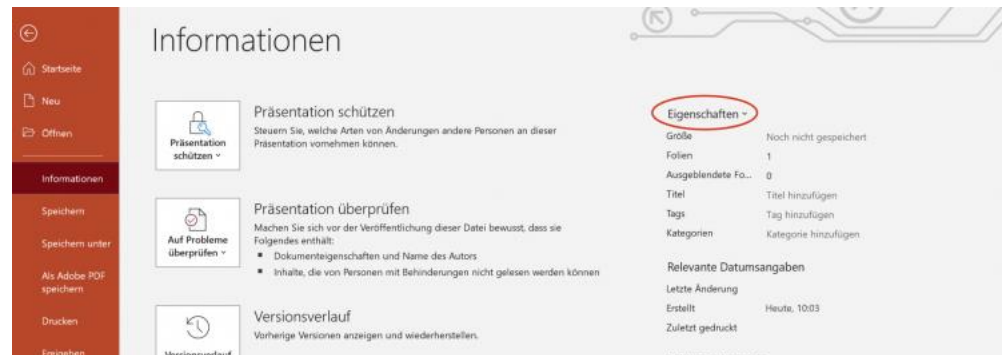 Informationen
Startseite
Neu
Öffnen
Informationen
Speichern
Speichern unter
Als Adobe PDF
speichern
Drucken
Freigeben
Präsentation
schützen
Präsentation schützen
Steuern Sie, welche Arten von Änderungen andere Personen an dieser
Präsentation vornehmen können.
Auf Probleme
überprüfen
Präsentation überprüfen
Machen Sie sich vor der Veröffentlichung dieser Datei bewusst, dass sie
Folgendes enthält:
Dokumenteigenschaften und Name des Autors
Inhalte, die von Personen mit Behinderungen nicht gelesen werden können
Versionsverlauf
Versionsverlauf
Vorherige Versionen anzeigen und wiederherstellen.
Eigenschaften
Größe Noch nicht gespeichert
Folien 1
Ausgeblendete Fo... 0
Titel Titel hinzufügen
Tags Tag hinzufügen
Kategorien Kategorie hinzufügen
Relevante Datumsangaben
Letzte Änderung
Erstellt Heute, 10:03
Zuletzt gedruckt